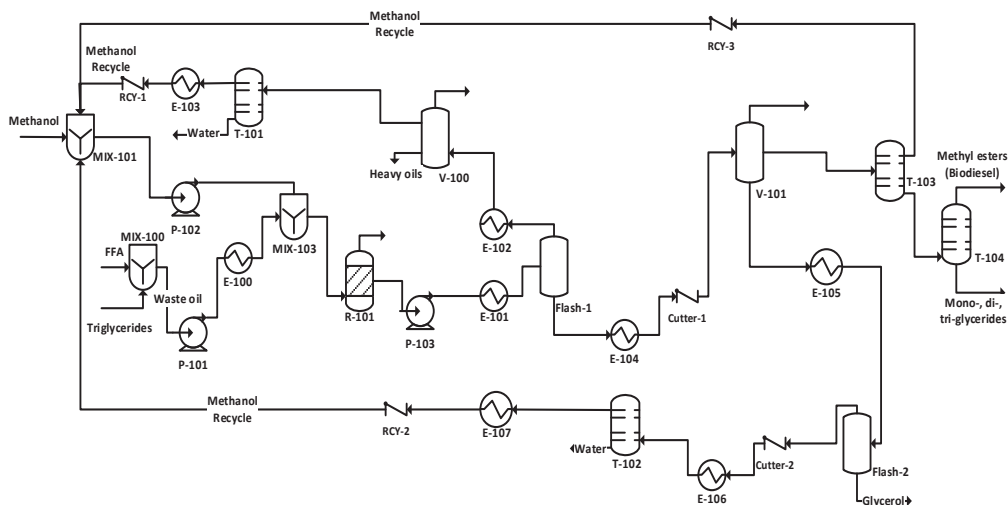 Methanol
Recycle
RCY-3
Methanol
Recycle
RCY-1
E-103
T-101
Water
Methanol
MIX-101
Heavy oils
V-100
V-101
T-103
Methyl esters
(Biodiesel)
P-102
MIX-103
E-102
T-104
MIX-100
FFA
E-100
Waste oil
Triglycerides
P-101
R-101
P-103
E-101
Flash-1
E-104
Cutter-1
E-105
Mono-, di-,
tri-glycerides
Methanol
Recycle
RCY-2
E-107
Water
T-102
E-106
Cutter-2
Flash-2
Glycerol